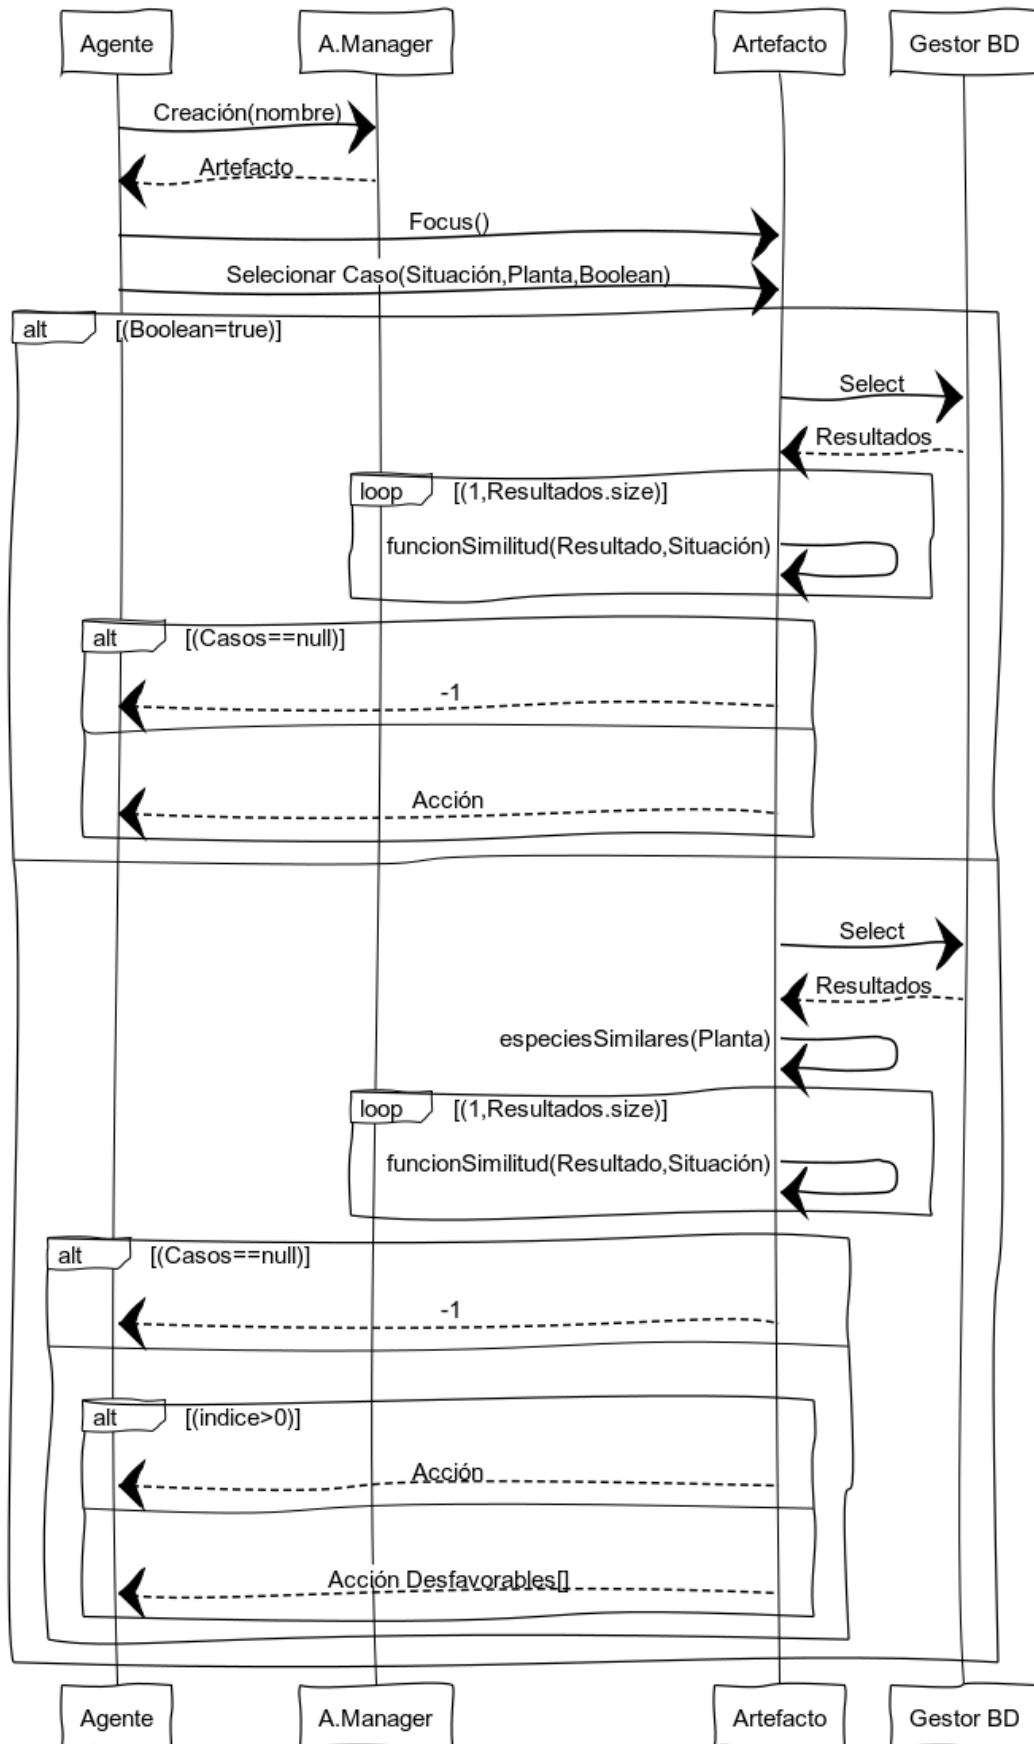 Agente
A.Manager
Artefacto
Gestor BD
Creación(nombre)
Artefacto
Focus()
Selecionar Caso(Situación,Planta,Boolean)
alt
[(Boolean=true)]
Select
Resultados
loop
[(1,Resultados.size)]
funcionSimilitud(Resultado,Situación)
alt
[(Casos==null)]
-1
Acción
Select
Resultados
especiesSimilares(Planta)
loop
[(1,Resultados.size)]
funcionSimilitud(Resultado,Situación)
alt
[(Casos==null)]
-1
alt
[(indice>0)]
Acción
Acción Desfavorables[]
Agente
A.Manager
Artefacto
Gestor BD